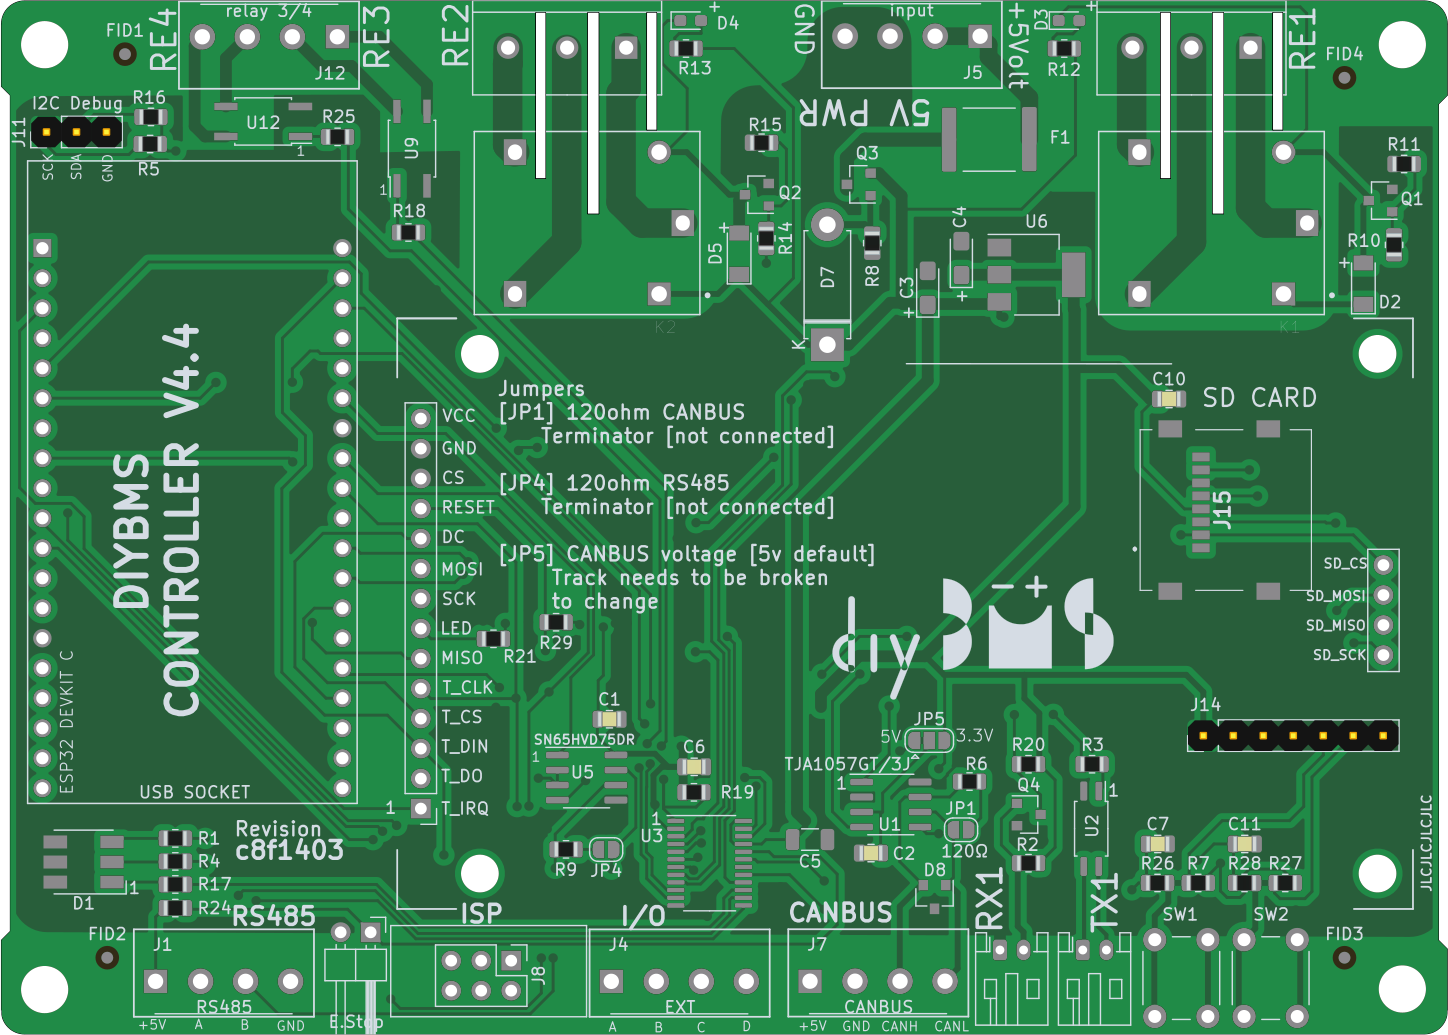 RE4
relay 3/4
RE3
RE2
D4
GND
input
+5Volt
D3
RE1
FID1
J12
R13
J5
R12
FID4
I2C Debug
R16
J11
U12
R25
1
U9
1
R15
5V PWR
F1
R11
SCK
SDA
GND
R5
R18
Q3
Q2
Q1
D5
R14
D7
R8
C4
C3
U6
R10
D2
K2
K
K1
+
+
+
+
+
+
DIYBMS
CONTROLLER V4.4
ESP32 DEVKIT C
USB SOCKET
VCC
GND
CS
RESET
DC
MOSI
SCK
LED
MISO
T_CLK
T_CS
T_DIN
T_DO
1
T_IRQ
Jumpers
[JP1] 120ohm CANBUS
Terminator [not connected]
[JP4] 120ohm RS485
Terminator [not connected]
[JP5] CANBUS voltage [5v default]
Track needs to be broken
to change
C10
SD CARD
J15
SD_CS
SD_MOSI
SD_MISO
SD_SCK
diyBMS
- +
R29
R21
C1
SN65HVD75DR
1
U5
C6
R19
1
U3
R9
JP4
JP5
5V
3.3V
TJA1057GT/3J
1
U1
R6
JP1
120Ω
C2
C5
D8
R20
R3
Q4
1
U2
R2
J14
C7
C11
R26
R7
R28
R27
SW1
SW2
JLCJLCJLCJLC
Revision
c8f1403
R1
R4
R17
R24
J1
D1
FID2
RS485
ISP
I/O
CANBUS
RX1
TX1
FID3
J1
RS485
+5V
A
B
GND
E.Stop
J8
J4
EXT
A
B
C
D
J7
CANBUS
+5V
GND
CANH
CANL